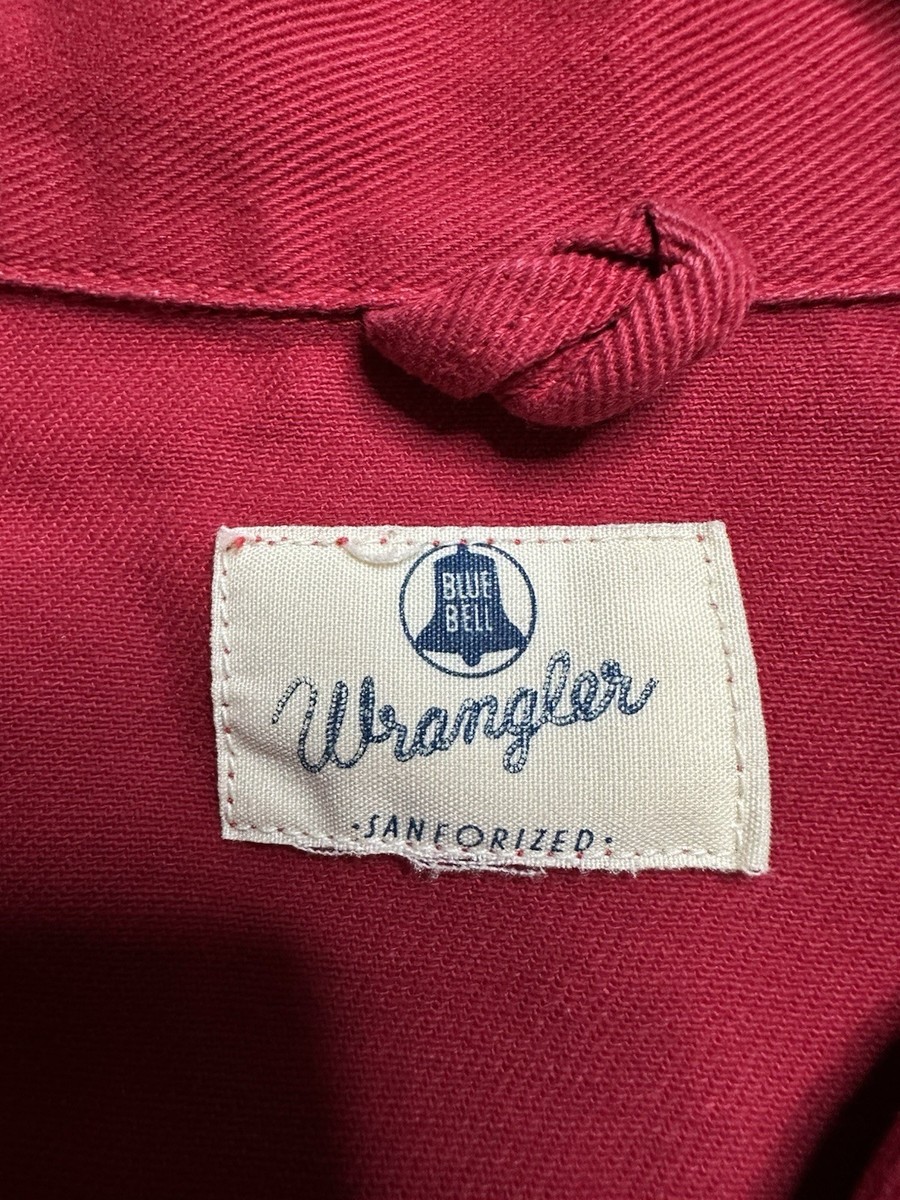 BLUE
BELL
Wrangler
·SANFORIZED·